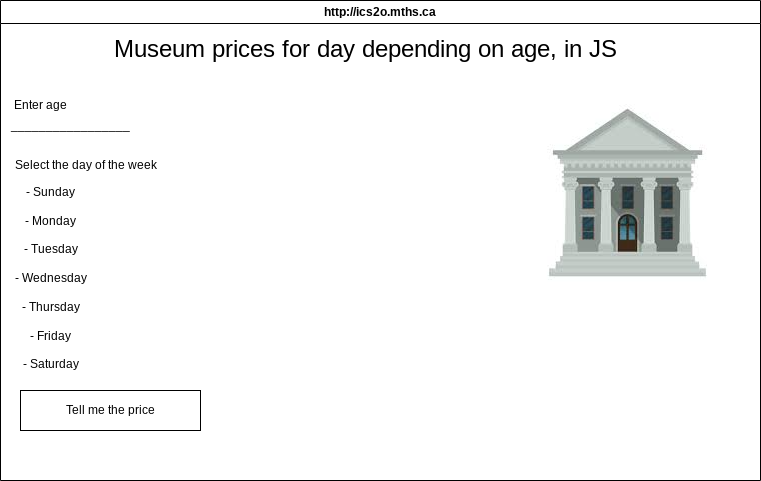 http://ics2o.mths.ca
Museum prices for day depending on age, in JS
Enter age
Select the day of the week
- Sunday
- Monday
- Tuesday
- Wednesday
- Thursday
- Friday
- Saturday
Tell me the price